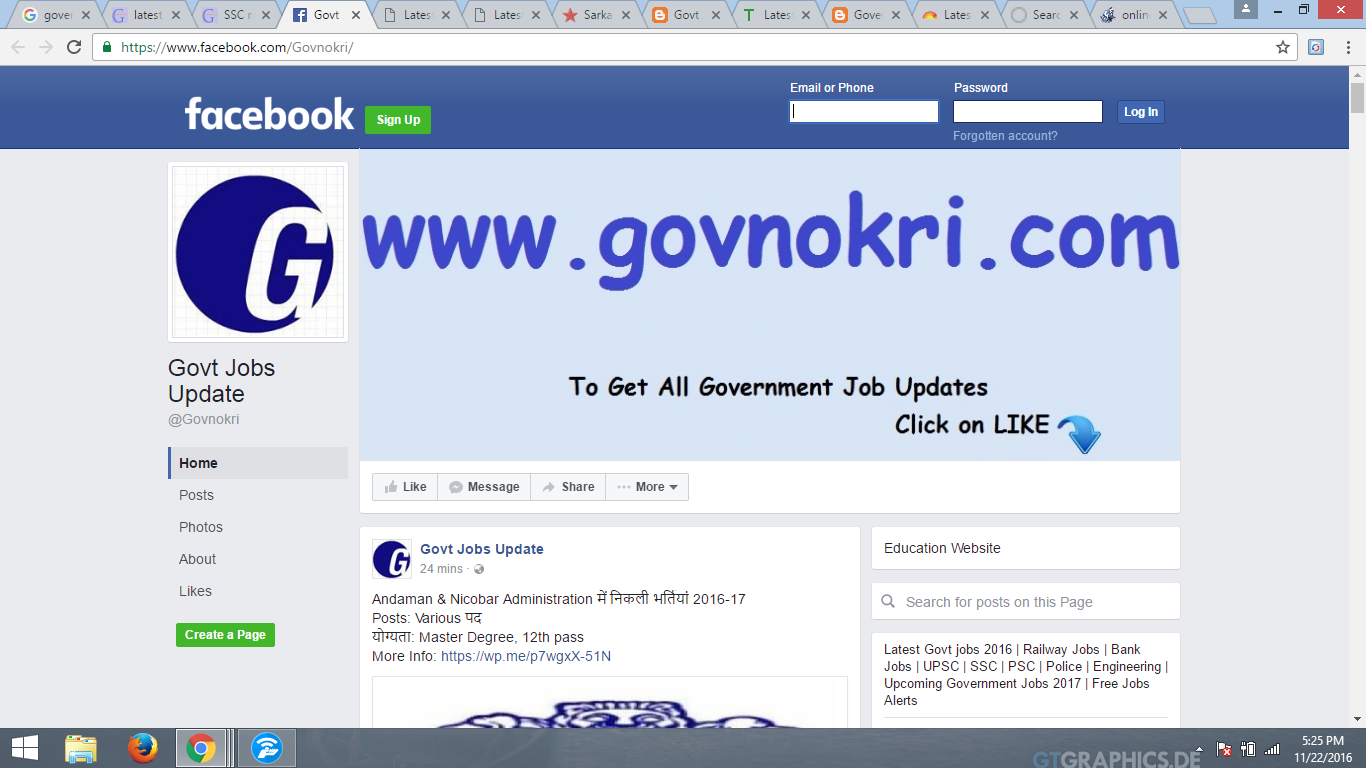 gover
latest
SSC r
Govt
Lates
Lates
Sarka
Govt
Lates
Gove
Lates
Searc
onlin
https://www.facebook.com/Govnokri/
facebook
Sign Up
Email or Phone
Password
Log In
Forgotten account?
G
www.govnokri.com
To Get All Government Job Updates
Click on LIKE
Govt Jobs
Update
@Govnokri
Home
Posts
Photos
About
Likes
Create a Page
Like
Message
Share
More
G
Govt Jobs Update
24 mins ·
Andaman & Nicobar Administration में निकली भर्तियां 2016-17
Posts: Various पद
योग्यता: Master Degree, 12th pass
More Info: https://wp.me/p7wgxX-51N
Education Website
Search for posts on this Page
Latest Govt jobs 2016 | Railway Jobs | Bank
Jobs | UPSC | SSC | PSC | Police | Engineering |
Upcoming Government Jobs 2017 | Free Jobs
Alerts
GTGRAPHICS.DE
5:25 PM
11/22/2016